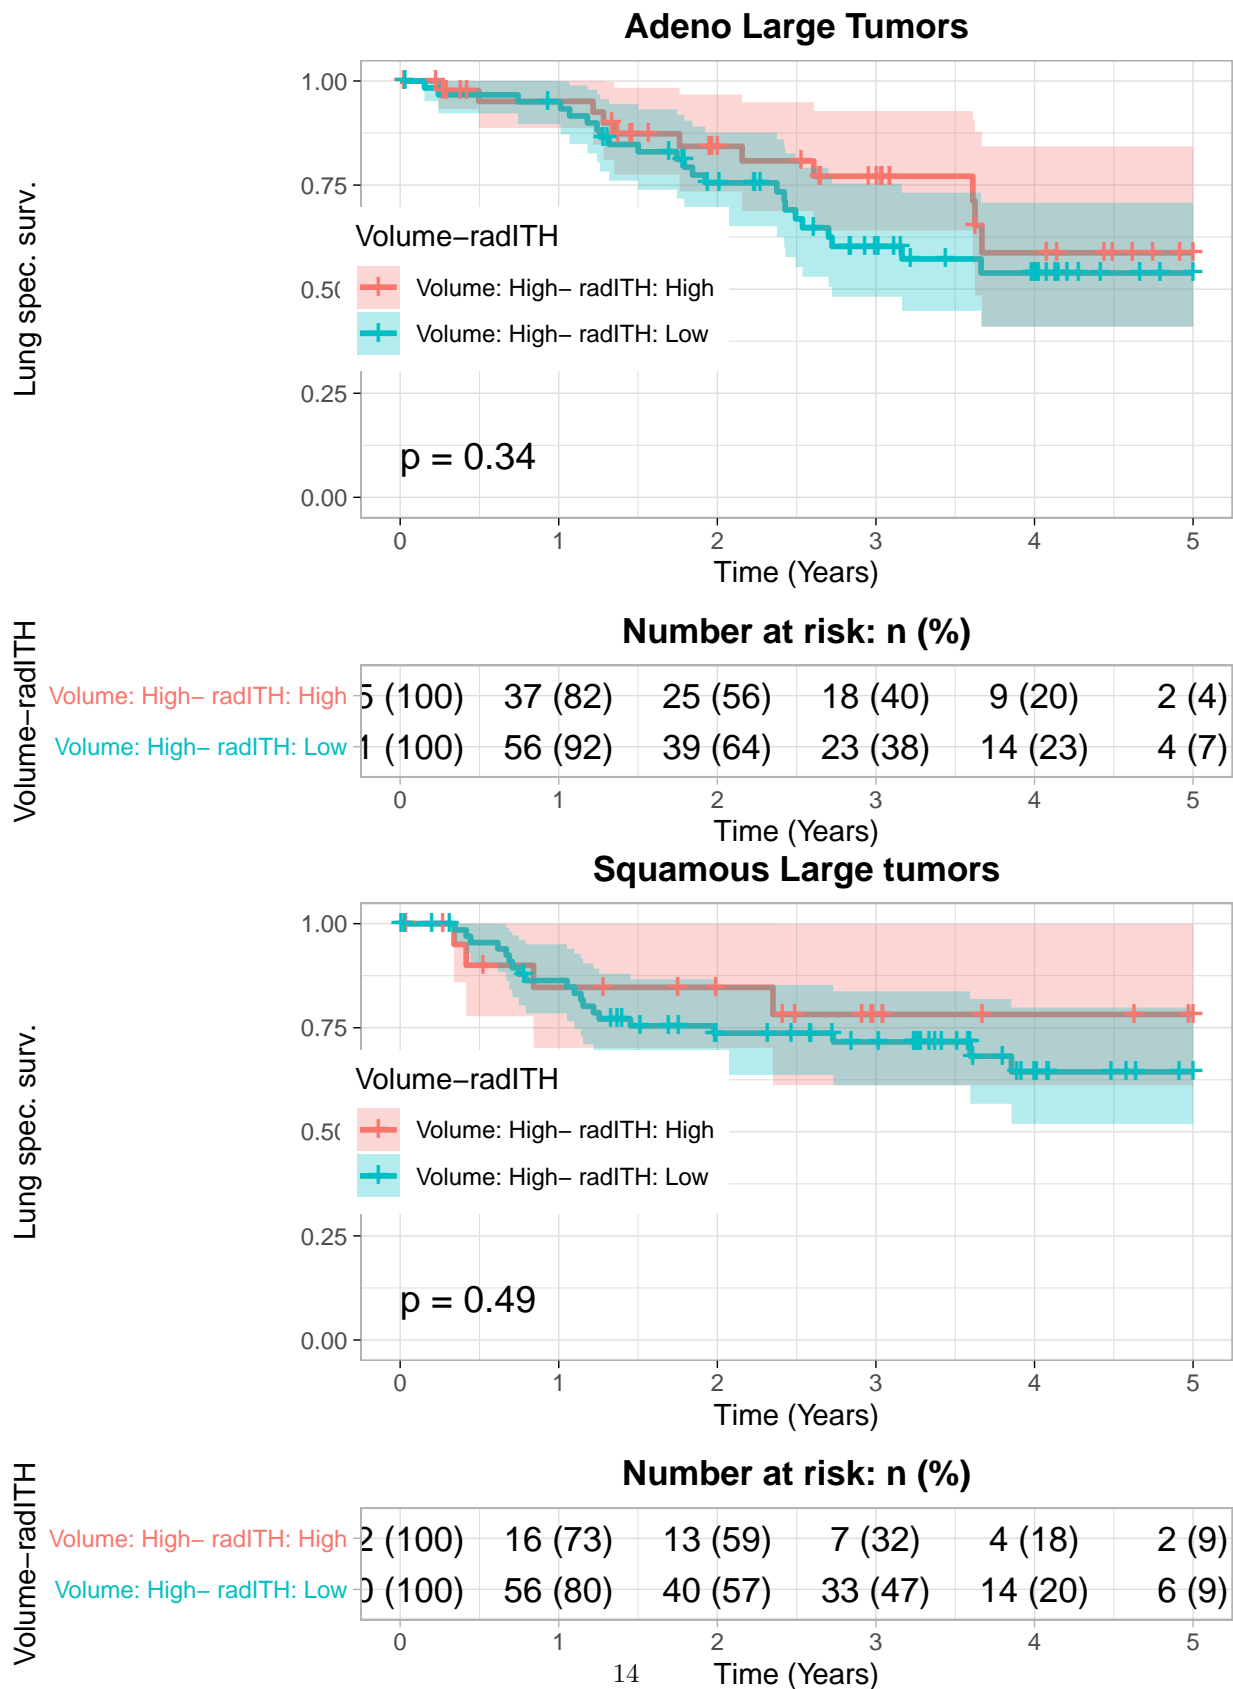 Adeno Large Tumors
Lung spec. surv.
1.00
0.75
0.5(
0.25
0.00
Volume−radITH
Volume: High− radITH: High
Volume: High− radITH: Low
p = 0.34
0 1 2 3 4 5
Time (Years)
Number at risk: n (%)
Volume−radITH
Volume: High− radITH: High 5 (100) 37 (82) 25 (56) 18 (40) 9 (20) 2 (4)
Volume: High− radITH: Low 1 (100) 56 (92) 39 (64) 23 (38) 14 (23) 4 (7)
0 1 2 3 4 5
Time (Years)
Squamous Large tumors
Lung spec. surv.
1.00
0.75
0.5(
0.25
0.00
Volume−radITH
Volume: High− radITH: High
Volume: High− radITH: Low
p = 0.49
0 1 2 3 4 5
Time (Years)
Number at risk: n (%)
Volume−radITH
Volume: High− radITH: High 2 (100) 16 (73) 13 (59) 7 (32) 4 (18) 2 (9)
Volume: High− radITH: Low 0 (100) 56 (80) 40 (57) 33 (47) 14 (20) 6 (9)
0 1 2 3 4 5
Time (Years)
14